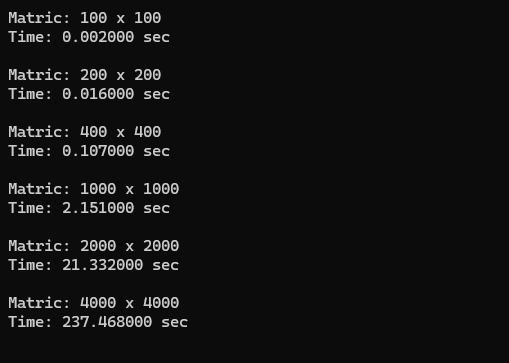 Matric: 100 x 100
Time: 0.002000 sec
Matric: 200 x 200
Time: 0.016000 sec
Matric: 400 x 400
Time: 0.107000 sec
Matric: 1000 x 1000
Time: 2.151000 sec
Matric: 2000 x 2000
Time: 21.332000 sec
Matric: 4000 x 4000
Time: 237.468000 sec